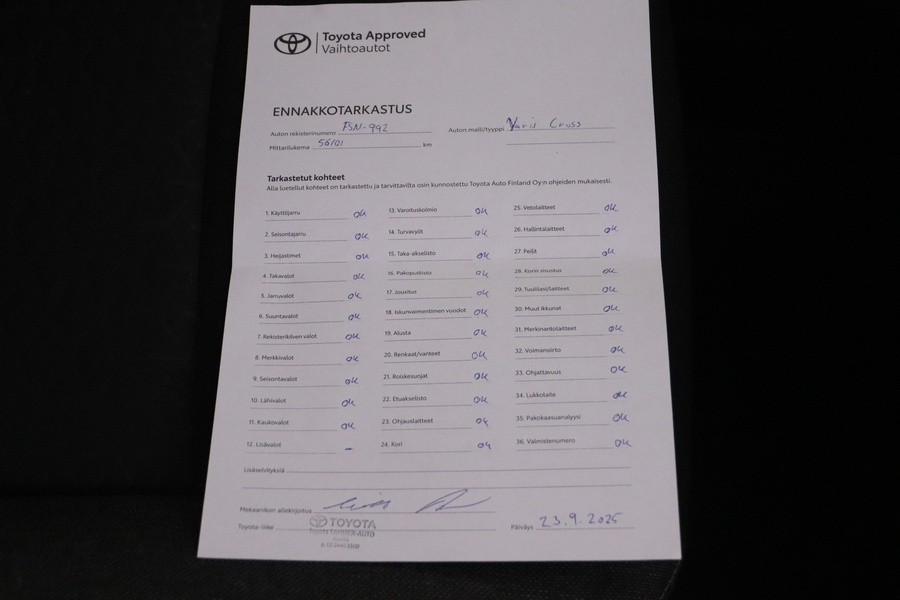 Toyota Approved
Vaihtoautot
ENNAKKOTARKASTUS
Auton rekisterinumero FSN-992 Auton malli/tyyppi Yaris Cross
Mittarilukema 56101 km
Tarkastetut kohteet
Alla luetellut kohteet on tarkastettu ja tarvittavilta osin kunnostettu Toyota Auto Finland Oy:n ohjeiden mukaisesti.
1. Käyttöjarru OK
2. Seisontajarru OK
3. Heijastimet OK
4. Takavalot OK
5. Jarruvalot OK
6. Suuntavalot OK
7. Rekisterikilven valot OK
8. Merkkivalot OK
9. Seisontavalot OK
10. Lähivalot OK
11. Kaukovalot OK
12. Lisävalot –
13. Varoituskolmio OK
14. Turvavyöt OK
15. Taka-akselisto OK
16. Pakoputkisto OK
17. Jousitus OK
18. Iskunvaimentimen vuodot OK
19. Alusta OK
20. Renkaat/vanteet OK
21. Roiskesuojat OK
22. Etuakselisto OK
23. Ohjauslaitteet OK
24. Kori OK
25. Vetolaitteet OK
26. Hallintalaitteet OK
27. Peilit OK
28. Korin sisustus OK
29. Tuulilasi/laitteet OK
30. Muut ikkunat OK
31. Merkinantolaitteet OK
32. Voimansiirto OK
33. Ohjattavuus OK
34. Lukkolaite OK
35. Pakokaasuanalyysi OK
36. Valmistenumero OK
Lisäselvityksiä
Mekaanikon allekirjoitus
Toyota-liike TOYOTA Päiväys 23.9.2025